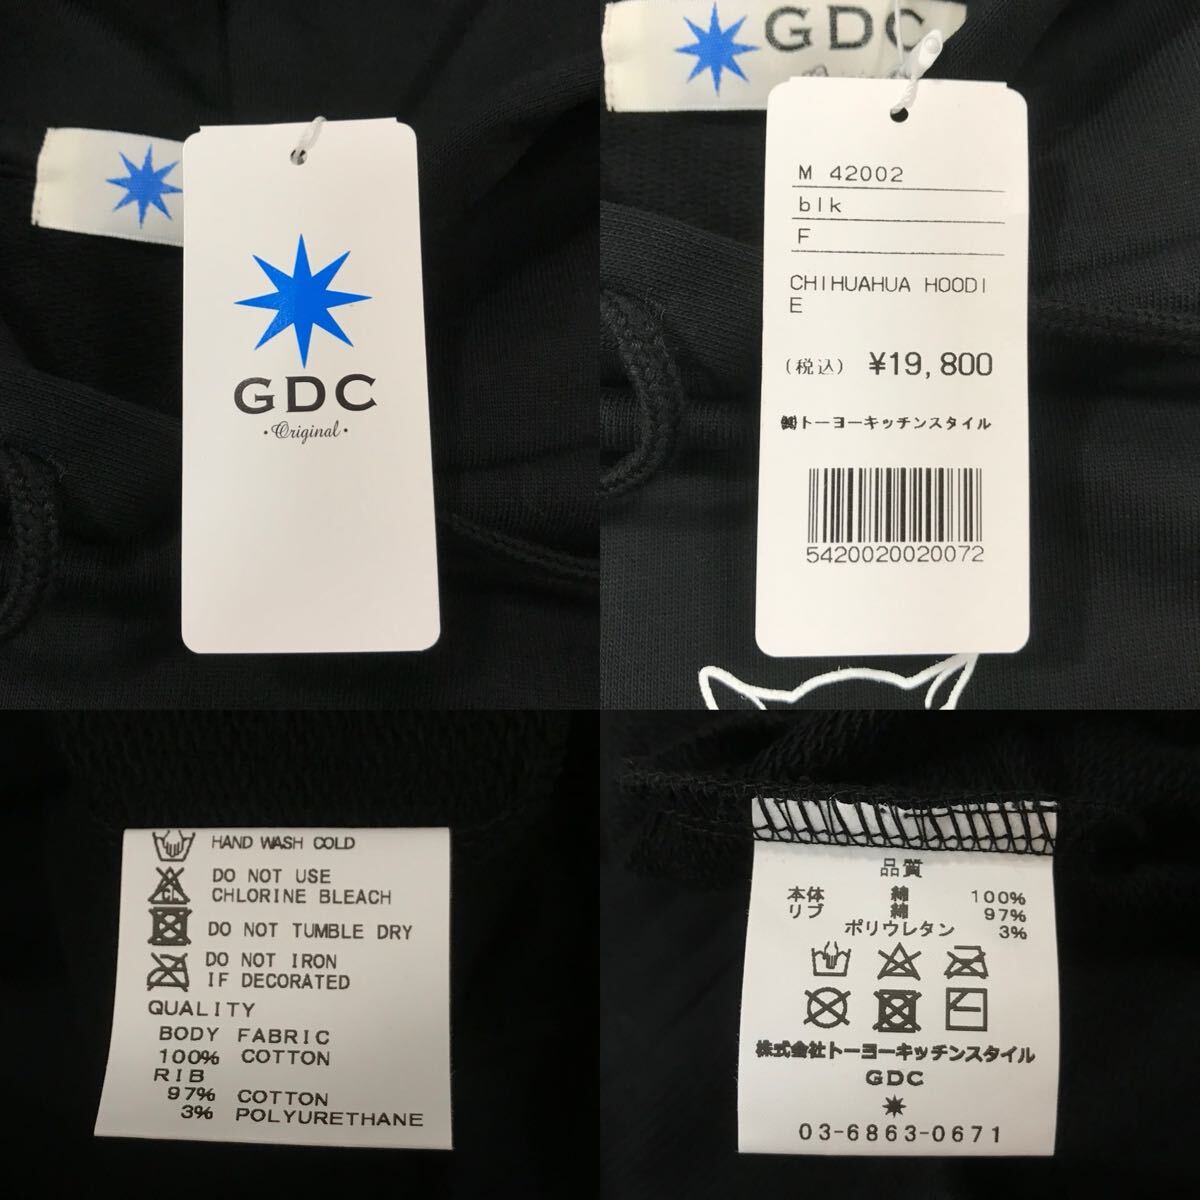 GDC
·Original·
GDC
M 42002
blk
F
CHIHUAHUA HOODI
E
(税込) ¥19,800
㈱トーヨーキッチンスタイル
5420020020072
HAND WASH COLD
DO NOT USE
CL CHLORINE BLEACH
DO NOT TUMBLE DRY
DO NOT IRON
IF DECORATED
QUALITY
BODY FABRIC
100% COTTON
RIB
97% COTTON
3% POLYURETHANE
品質
本体 綿 100%
リブ 綿 97%
ポリウレタン 3%
株式会社トーヨーキッチンスタイル
GDC
03-6863-0671